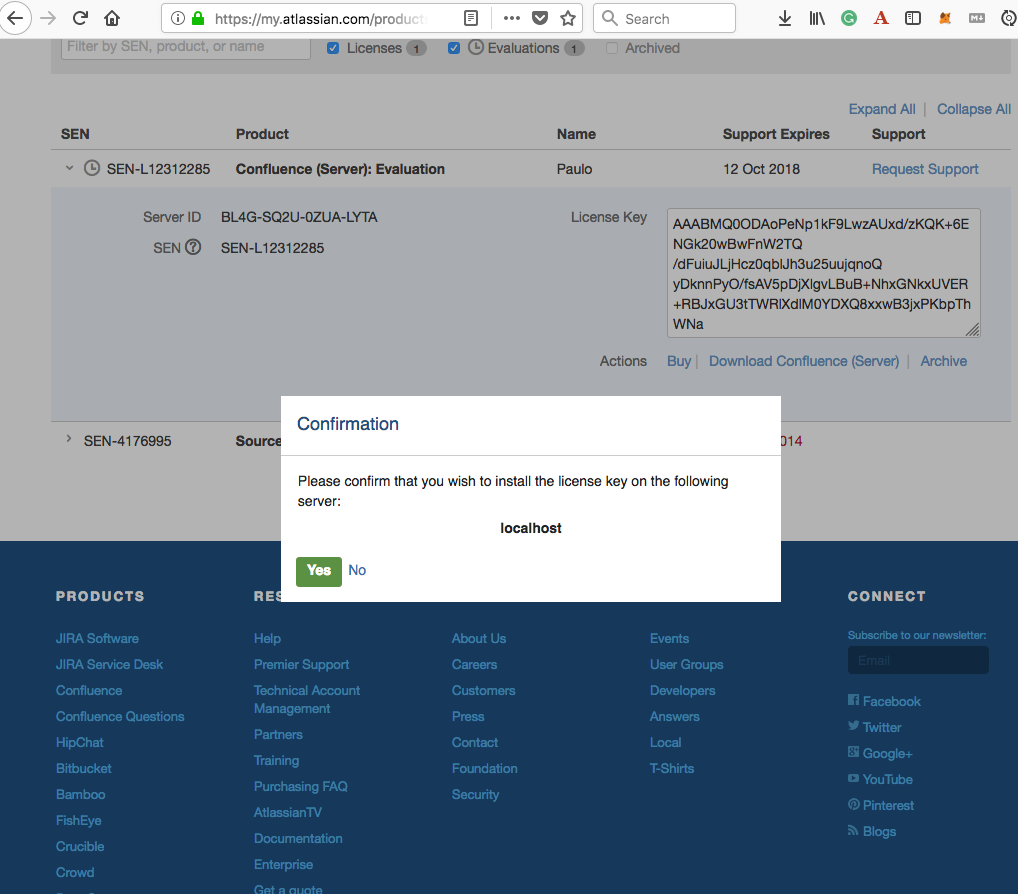 https://my.atlassian.com/product
Search
Filter by SEN, product, or name
Licenses 1
Evaluations 1
Archived
Expand All | Collapse All
SEN Product Name Support Expires Support
SEN-L12312285 Confluence (Server): Evaluation Paulo 12 Oct 2018 Request Support
Server ID BL4G-SQ2U-0ZUA-LYTA
SEN ? SEN-L12312285
License Key
AAABMQ0ODAoPeNp1kF9LwzAUxd/zKQK+6E
NGk20wBwFnW2TQ
/dFuiuJLjHcz0qblJh3u25uujqnoQ
yDknnPyO/fsAV5pDjXlgvLBuB+NhxGNkxUVER
+RBJxGU3tTWRlXdlM0YDXQ8xxwB3jxPKbpTh
WNa
Actions Buy | Download Confluence (Server) | Archive
SEN-4176995 Source 014
Confirmation
Please confirm that you wish to install the license key on the following
server:
localhost
Yes No
PRODUCTS
JIRA Software
JIRA Service Desk
Confluence
Confluence Questions
HipChat
Bitbucket
Bamboo
FishEye
Crucible
Crowd
RES
Help
Premier Support
Technical Account
Management
Partners
Training
Purchasing FAQ
AtlassianTV
Documentation
Enterprise
Get a quote
About Us
Careers
Customers
Press
Contact
Foundation
Security
Events
User Groups
Developers
Answers
Local
T-Shirts
CONNECT
Subscribe to our newsletter:
Email
Facebook
Twitter
Google+
YouTube
Pinterest
Blogs